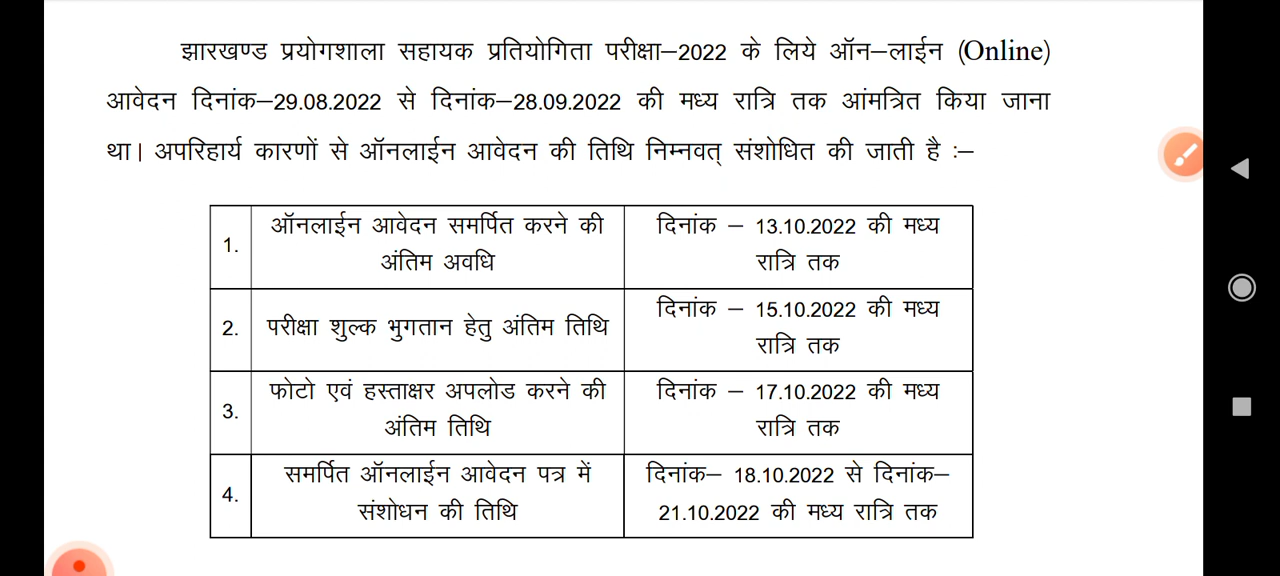 झारखण्ड प्रयोगशाला सहायक प्रतियोगिता परीक्षा–2022 के लिये ऑन–लाईन (Online)
आवेदन दिनांक–29.08.2022 से दिनांक–28.09.2022 की मध्य रात्रि तक आंमत्रित किया जाना
था। अपरिहार्य कारणों से ऑनलाईन आवेदन की तिथि निम्नवत् संशोधित की जाती है :–
1. ऑनलाईन आवेदन समर्पित करने की
अंतिम अवधि
दिनांक – 13.10.2022 की मध्य
रात्रि तक
2. परीक्षा शुल्क भुगतान हेतु अंतिम तिथि
दिनांक – 15.10.2022 की मध्य
रात्रि तक
3. फोटो एवं हस्ताक्षर अपलोड करने की
अंतिम तिथि
दिनांक – 17.10.2022 की मध्य
रात्रि तक
4. समर्पित ऑनलाईन आवेदन पत्र में
संशोधन की तिथि
दिनांक– 18.10.2022 से दिनांक–
21.10.2022 की मध्य रात्रि तक